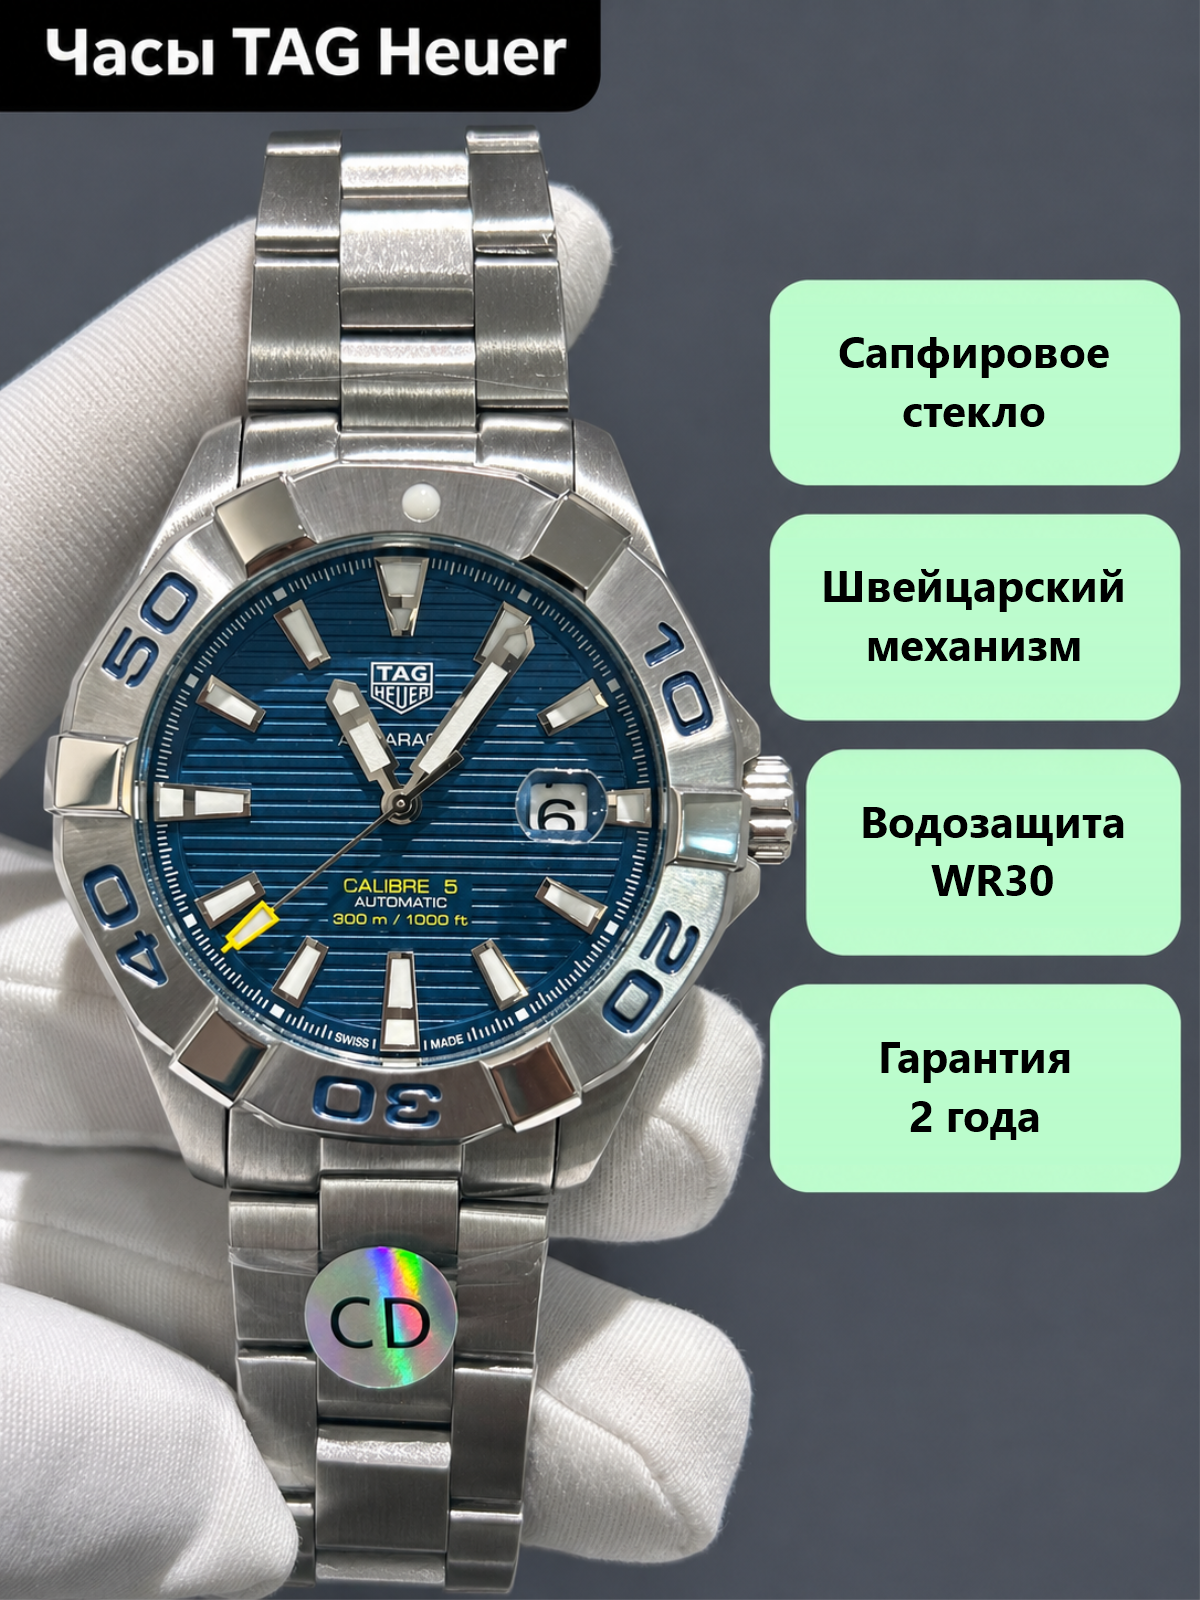 Часы TAG Heuer
Сапфировое
стекло
Швейцарский
механизм
Водозащита
WR30
Гарантия
2 года
50
10
TAG
HEUER
6
CALIBRE 5
AUTOMATIC
300 m / 1000 ft
40
20
SWISS
MADE
30
CD